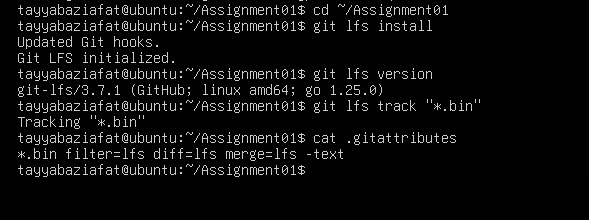 tayyabaziafat@ubuntu:~/Assignment01$ cd ~/Assignment01
tayyabaziafat@ubuntu:~/Assignment01$ git lfs install
Updated Git hooks.
Git LFS initialized.
tayyabaziafat@ubuntu:~/Assignment01$ git lfs version
git-lfs/3.7.1 (GitHub; linux amd64; go 1.25.0)
tayyabaziafat@ubuntu:~/Assignment01$ git lfs track "*.bin"
Tracking "*.bin"
tayyabaziafat@ubuntu:~/Assignment01$ cat .gitattributes
*.bin filter=lfs diff=lfs merge=lfs -text
tayyabaziafat@ubuntu:~/Assignment01$